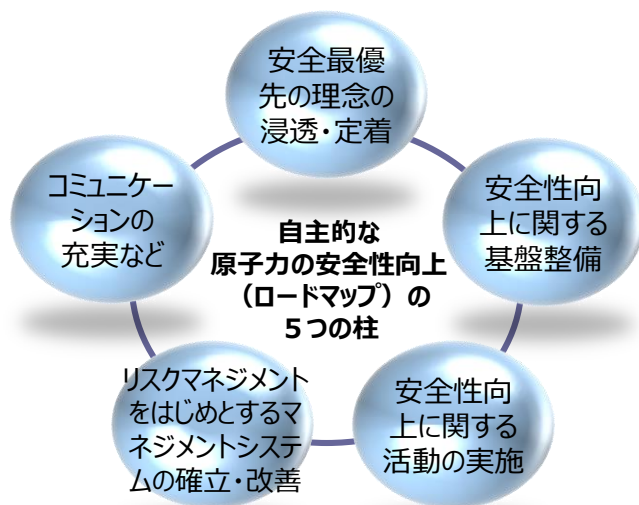 安全最優
先の理念の
浸透・定着
コミュニケー
ションの
充実など
安全性向
上に関する
基盤整備
自主的な
原子力の安全性向上
（ロードマップ）の
５つの柱
リスクマネジメント
をはじめとするマ
ネジメントシステ
ムの確立・改善
安全性向
上に関する
活動の実施